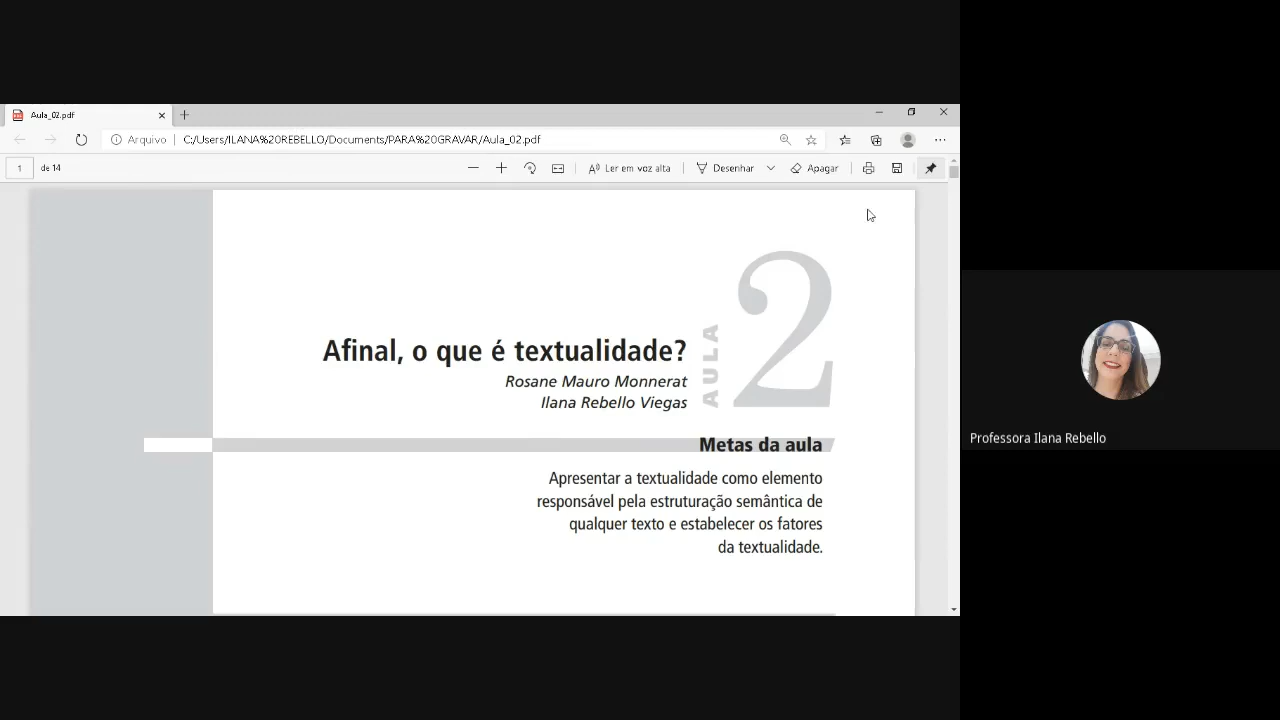 Aula_02.pdf
Arquivo
C:/Users/ILANA%20REBELLO/Documents/PARA%20GRAVAR/Aula_02.pdf
1 de 14
Ler em voz alta
Desenhar
Apagar
AULA 2
Afinal, o que é textualidade?
Rosane Mauro Monnerat
Ilana Rebello Viegas
Metas da aula
Apresentar a textualidade como elemento
responsável pela estruturação semântica de
qualquer texto e estabelecer os fatores
da textualidade.
Professora Ilana Rebello